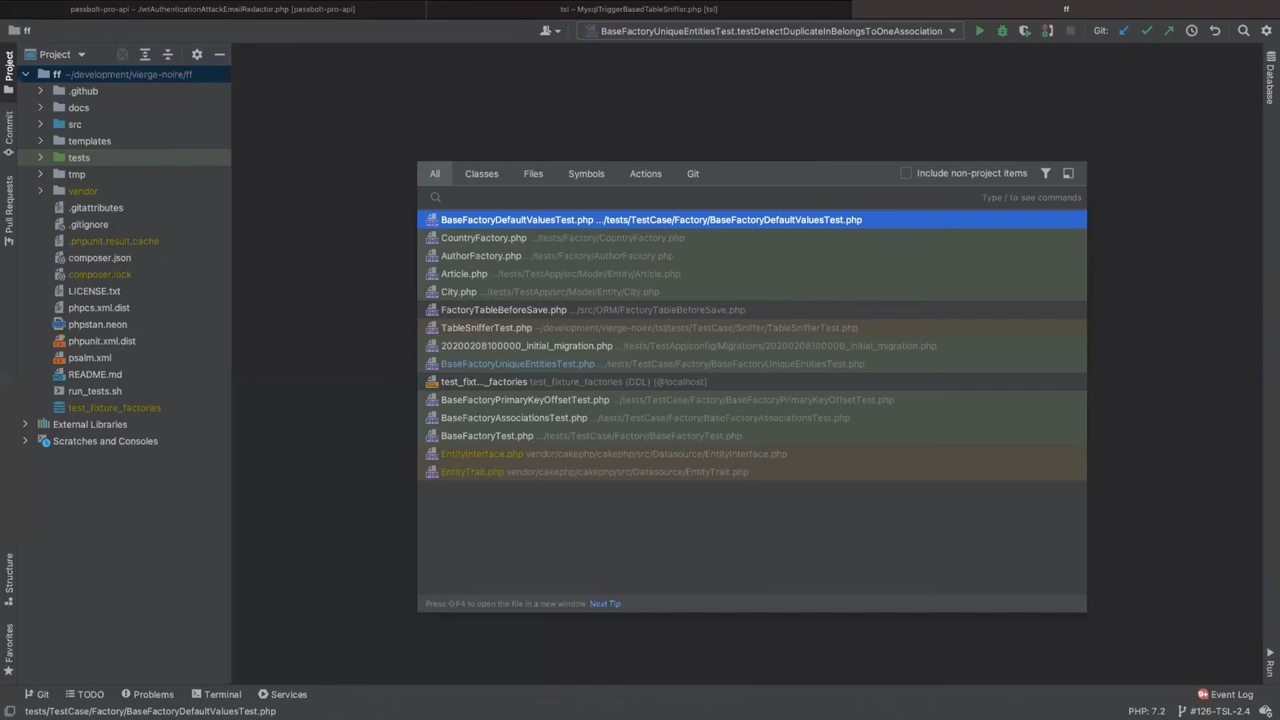 passbolt-pro-api – JwtAuthenticationAttackEmailRedactor.php [passbolt-pro-api]
tsl – MysqlTriggerBasedTableSniffer.php [tsl]
ff
ff
BaseFactoryUniqueEntitiesTest.testDetectDuplicateInBelongsToOneAssociation
Git:
Project
Project
ff ~/development/vierge-noire/ff
.github
docs
src
templates
tests
tmp
vendor
.gitattributes
.gitignore
.phpunit.result.cache
composer.json
composer.lock
LICENSE.txt
phpcs.xml.dist
phpstan.neon
phpunit.xml.dist
psalm.xml
README.md
run_tests.sh
test_fixture_factories
External Libraries
Scratches and Consoles
Commit
Pull Requests
Structure
Favorites
All
Classes
Files
Symbols
Actions
Git
Include non-project items
Type / to see commands
BaseFactoryDefaultValuesTest.php .../tests/TestCase/Factory/BaseFactoryDefaultValuesTest.php
CountryFactory.php .../tests/Factory/CountryFactory.php
AuthorFactory.php .../tests/Factory/AuthorFactory.php
Article.php .../tests/TestApp/src/Model/Entity/Article.php
City.php .../tests/TestApp/src/Model/Entity/City.php
FactoryTableBeforeSave.php .../src/ORM/FactoryTableBeforeSave.php
TableSnifferTest.php ~/development/vierge-noire/tsl/tests/TestCase/Sniffer/TableSnifferTest.php
20200208100000_initial_migration.php .../tests/TestApp/config/Migrations/20200208100000_initial_migration.php
BaseFactoryUniqueEntitiesTest.php .../tests/TestCase/Factory/BaseFactoryUniqueEntitiesTest.php
test_fixt..._factories test_fixture_factories (DDL) [@localhost]
BaseFactoryPrimaryKeyOffsetTest.php .../tests/TestCase/Factory/BaseFactoryPrimaryKeyOffsetTest.php
BaseFactoryAssociationsTest.php .../tests/TestCase/Factory/BaseFactoryAssociationsTest.php
BaseFactoryTest.php .../tests/TestCase/Factory/BaseFactoryTest.php
EntityInterface.php vendor/cakephp/cakephp/src/Datasource/EntityInterface.php
EntityTrait.php vendor/cakephp/cakephp/src/Datasource/EntityTrait.php
Press ⇧F4 to open the file in a new window Next Tip
Database
Run
Git
TODO
Problems
Terminal
Services
9+ Event Log
tests/TestCase/Factory/BaseFactoryDefaultValuesTest.php
PHP: 7.2
#126-TSL-2.4